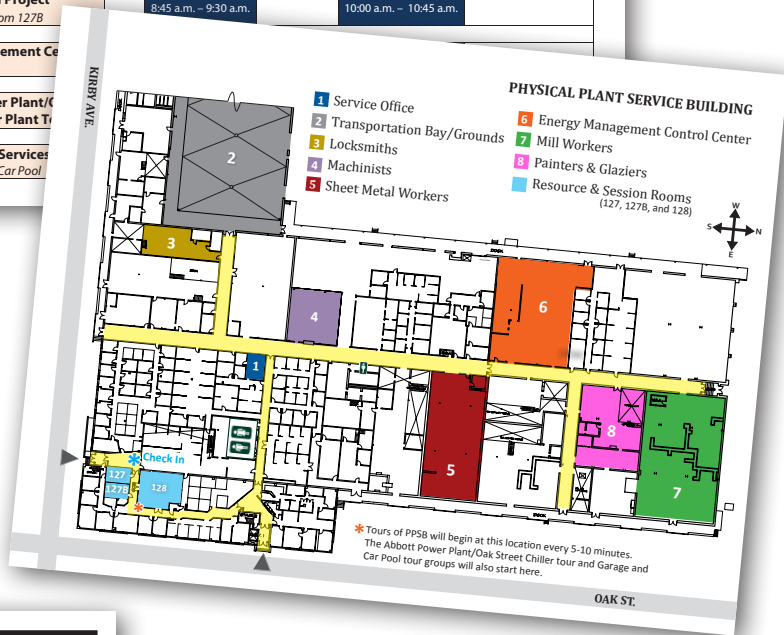 Project
om 127B
8:45 a.m. – 9:30 a.m.
10:00 a.m. – 10:45 a.m.
ement Ce
er Plant/O
r Plant To
Services
Car Pool
KIRBY AVE.
PHYSICAL PLANT SERVICE BUILDING
1 Service Office
2 Transportation Bay/Grounds
3 Locksmiths
4 Machinists
5 Sheet Metal Workers
6 Energy Management Control Center
7 Mill Workers
8 Painters & Glaziers
Resource & Session Rooms
(127, 127B, and 128)
W
S N
E
2
3
6
4
1
8
5
7
DOCK
DOCK
* Check In
127
127B
128
*Tours of PPSB will begin at this location every 5-10 minutes.
The Abbott Power Plant/Oak Street Chiller tour and Garage and
Car Pool tour groups will also start here.
OAK ST.